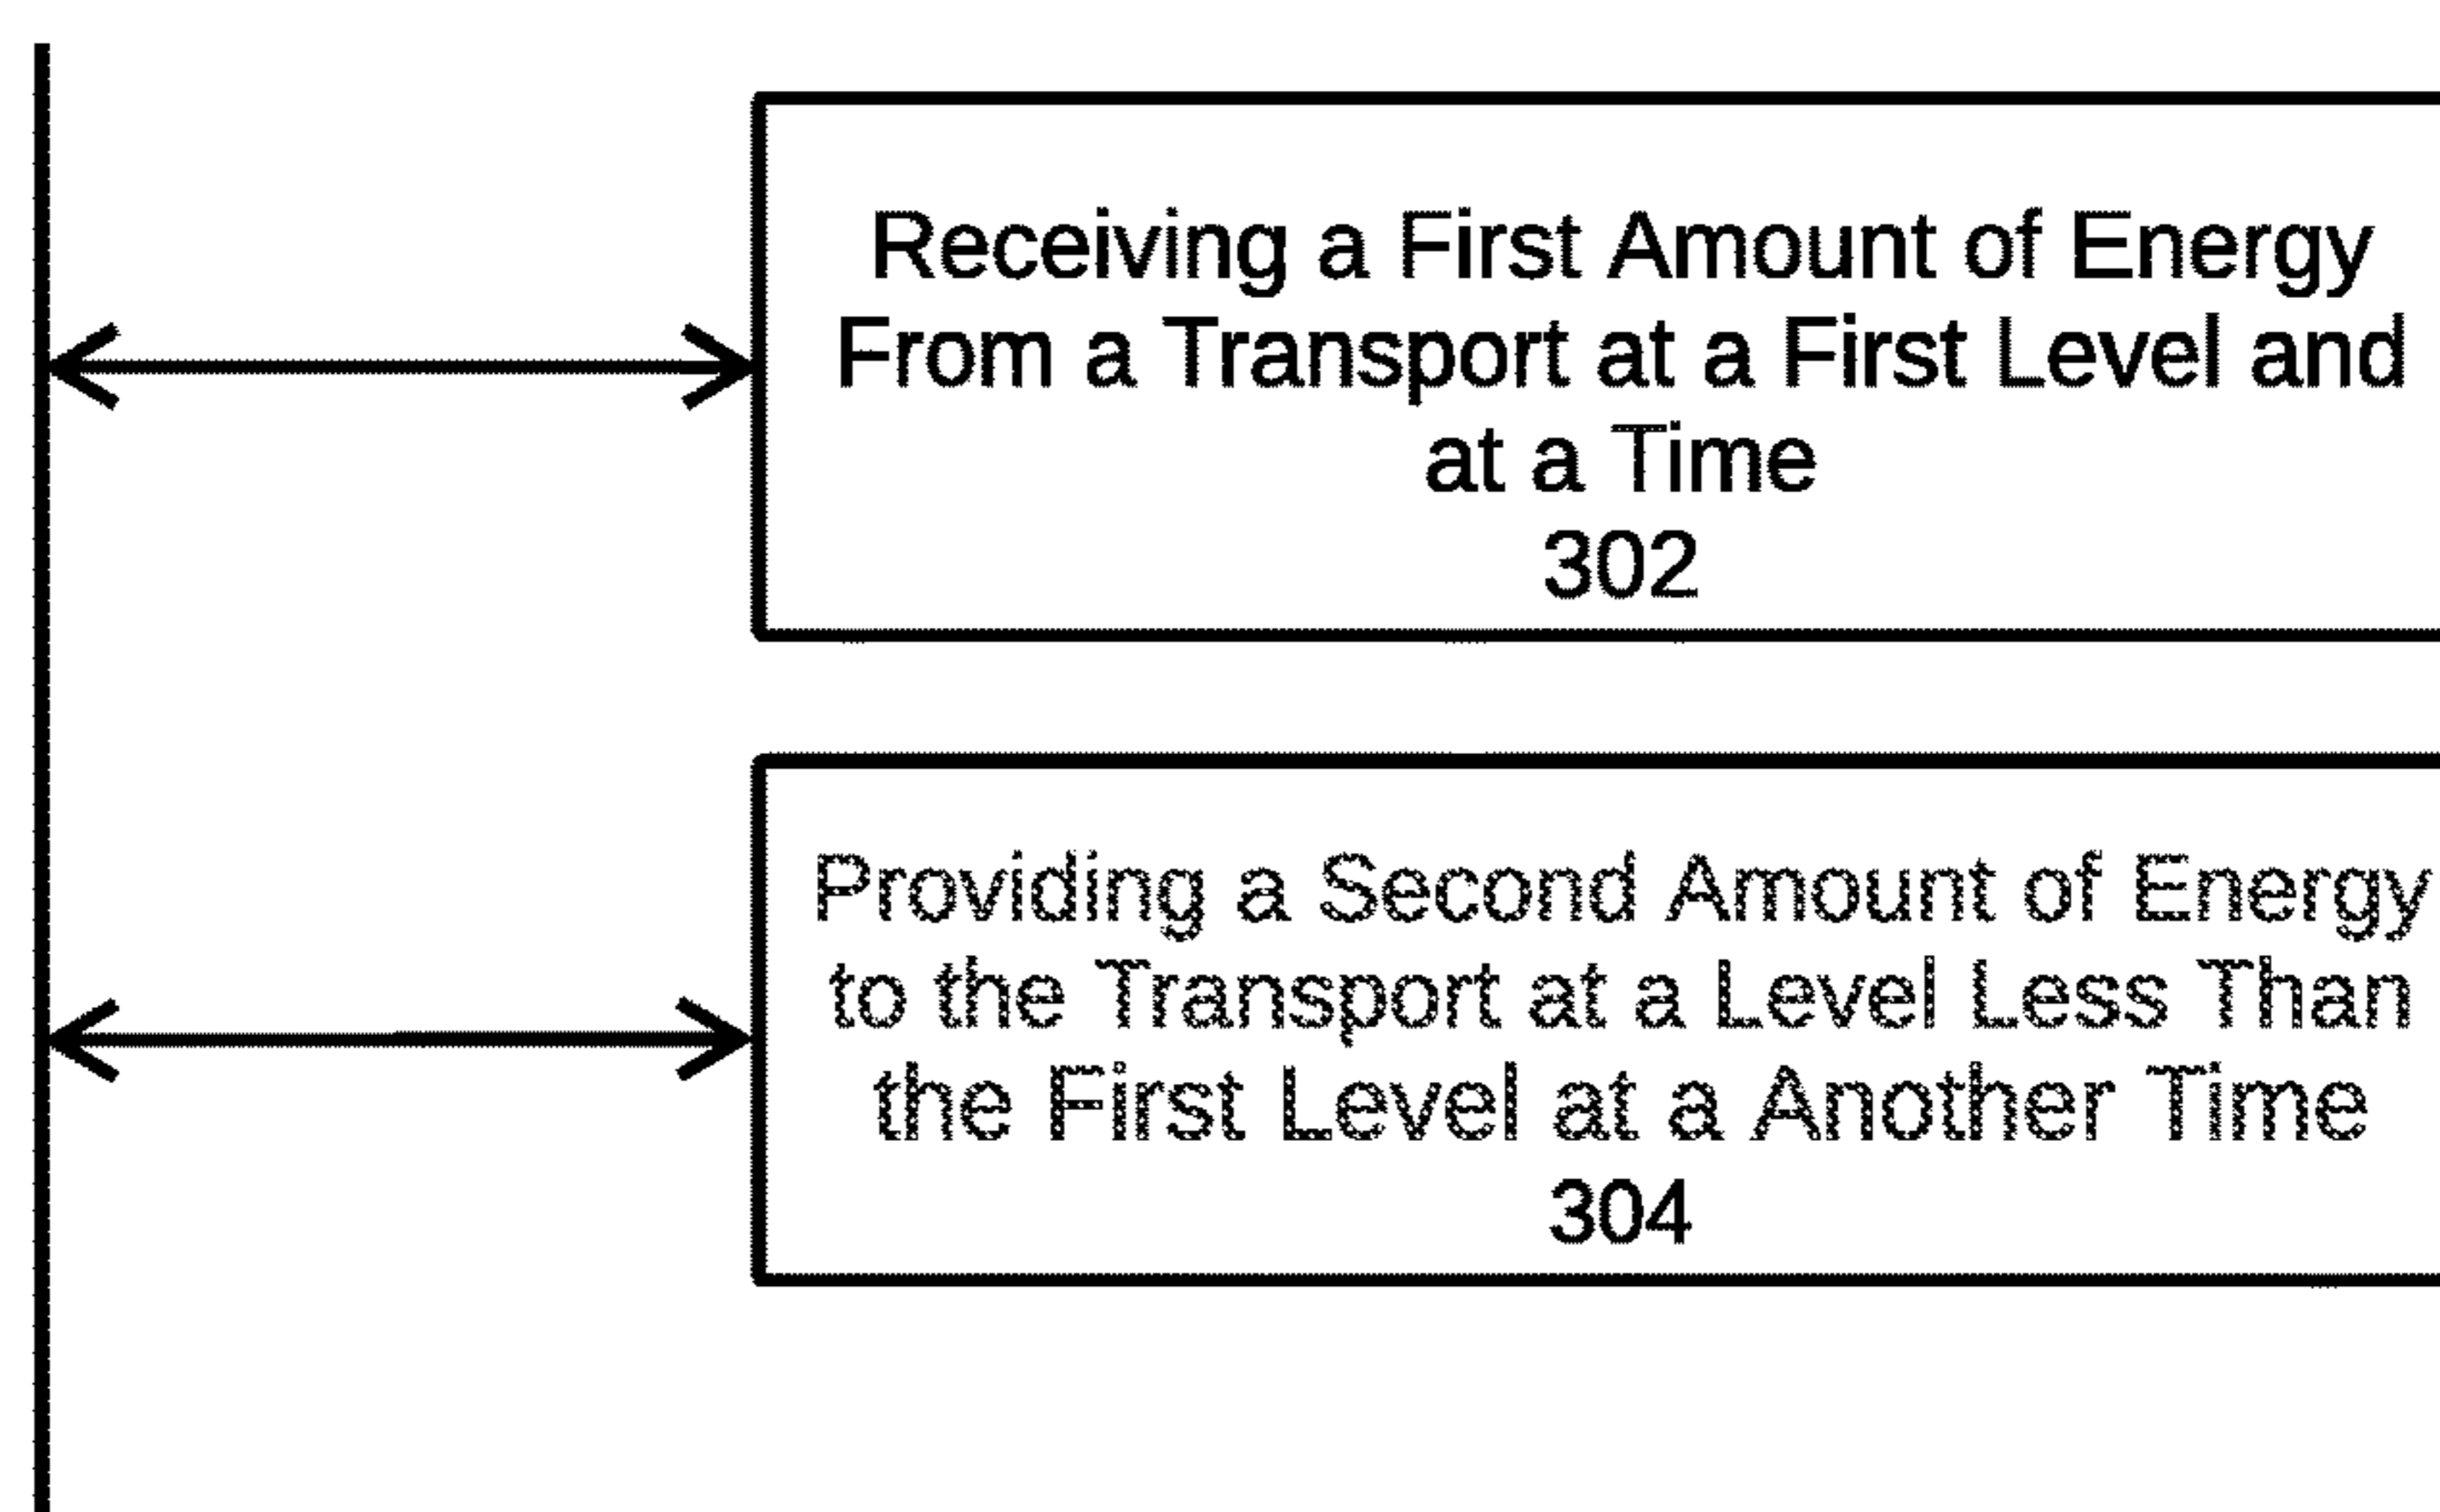 Receiving a First Amount of Energy
From a Transport at a First Level and
at a Time
302
Providing a Second Amount of Energy
to the Transport at a Level Less Than
the First Level at a Another Time
304